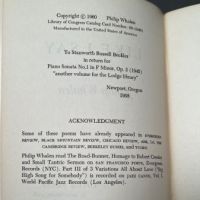 Copyright © 1960 Philip Whalen
Library of Congress Catalog Card Number
Manufactured in the United States of America
To Stanworth Russell Beckler
in return for
Piano Sonata No.1 in F Minor, Op. 3 (1948)
"another volume for the Lodge library"
Newport, Oregon
1958
ACKNOWLEDGMENT
Some of these poems have already appeared in EVERGREEN
REVIEW, BLACK MOUNTAIN REVIEW, CHICAGO REVIEW, ARK III, THE
CAMBRIDGE REVIEW, BERKELEY BUSSEI, and YUGEN.
Philip Whalen read The Road-Runner, Homage to Robert Creeley
and Small Tantric Sermon on SAN FRANCISCO POETS, Evergreen
Records (NYC). Part III of 3 Variations All About Love ("Big
High Song for Somebody") is recorded on JAZZ CANTO, Vol. I
World Pacific Jazz Records (Los Angeles).